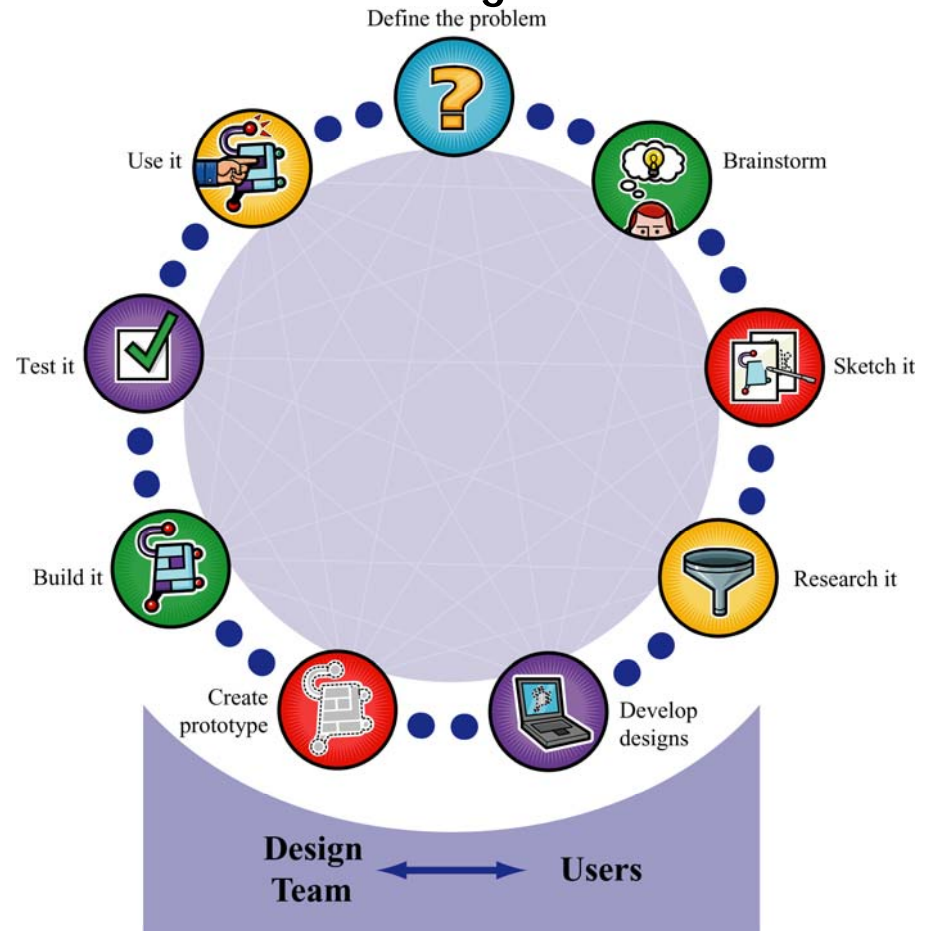 Define the problem
Use it
Brainstorm
Test it
Sketch it
Build it
Research it
Create
prototype
Develop
designs
Design
Team
Users